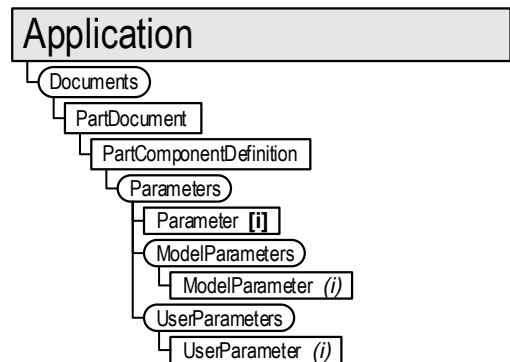 Application
Documents
PartDocument
PartComponentDefinition
Parameters
Parameter [i]
ModelParameters
ModelParameter (i)
UserParameters
UserParameter (i)